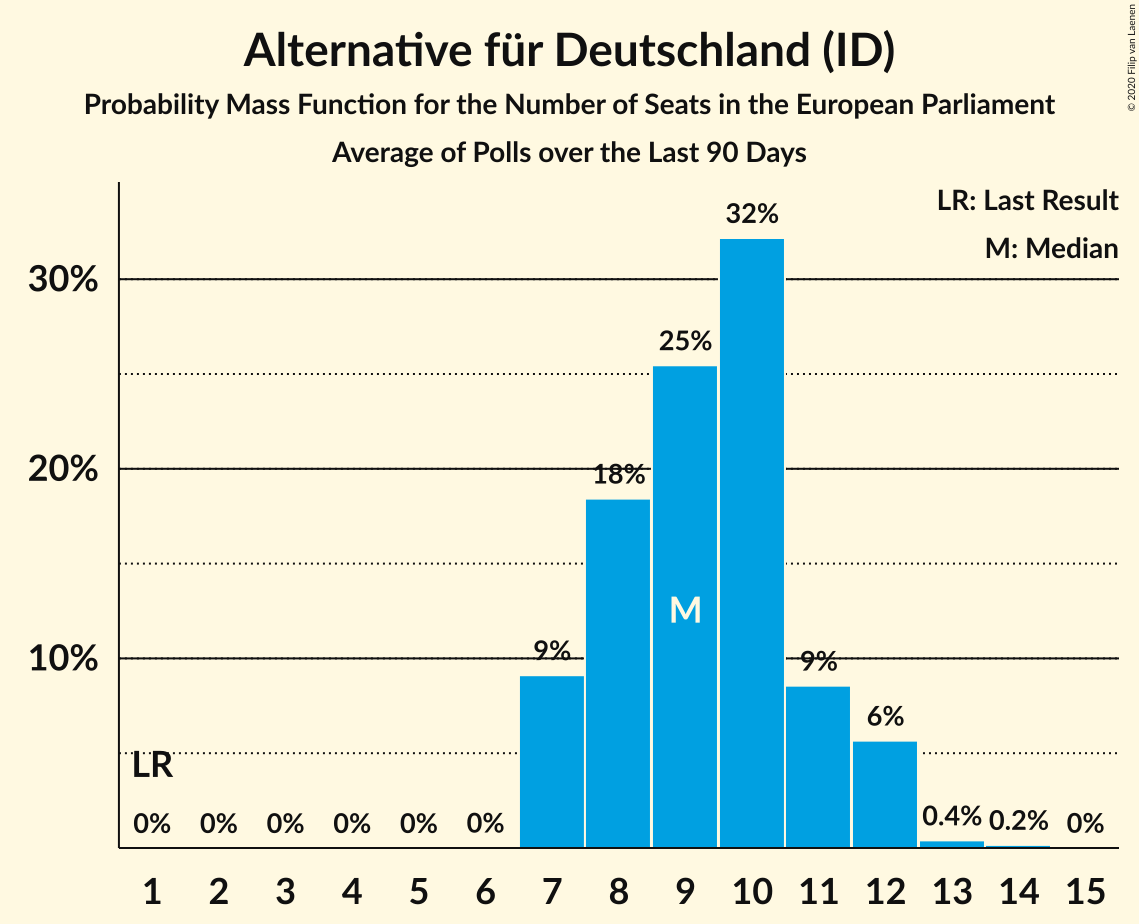 Alternative für Deutschland (ID)
Probability Mass Function for the Number of Seats in the European Parliament
Average of Polls over the Last 90 Days
© 2020 Filip van Laenen
LR: Last Result
M: Median
32%
30%
25%
20%
18%
M
10%
9%
9%
6%
LR
0% 0% 0% 0% 0% 0% 0.4% 0.2% 0%
1 2 3 4 5 6 7 8 9 10 11 12 13 14 15